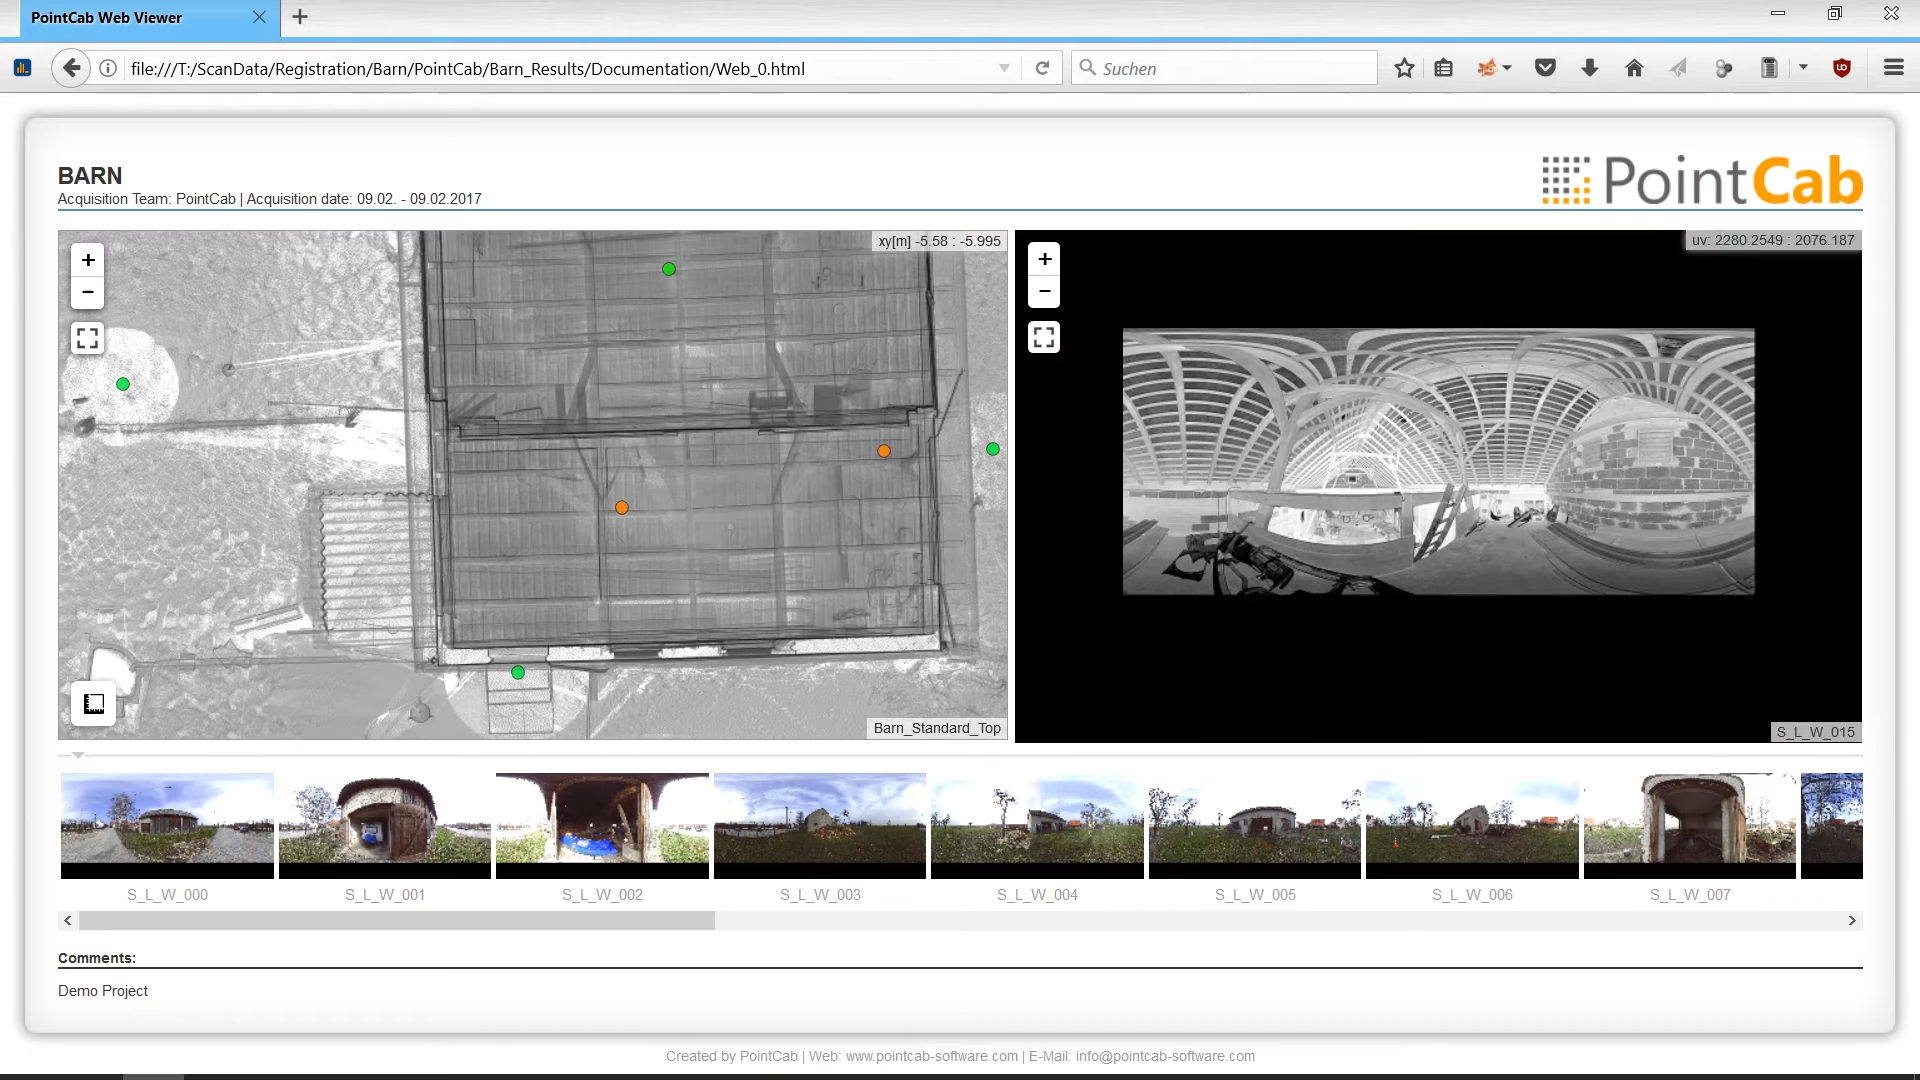 PointCab Web Viewer
file:///T:/ScanData/Registration/Barn/PointCab/Barn_Results/Documentation/Web_0.html
Suchen
BARN
Acquisition Team: PointCab | Acquisition date: 09.02. - 09.02.2017
PointCab
xy[m] -5.58 : -5.995
uv: 2280.2549 : 2076.187
Barn_Standard_Top
S_L_W_015
S_L_W_000
S_L_W_001
S_L_W_002
S_L_W_003
S_L_W_004
S_L_W_005
S_L_W_006
S_L_W_007
Comments:
Demo Project
Created by PointCab | Web: www.pointcab-software.com | E-Mail: info@pointcab-software.com